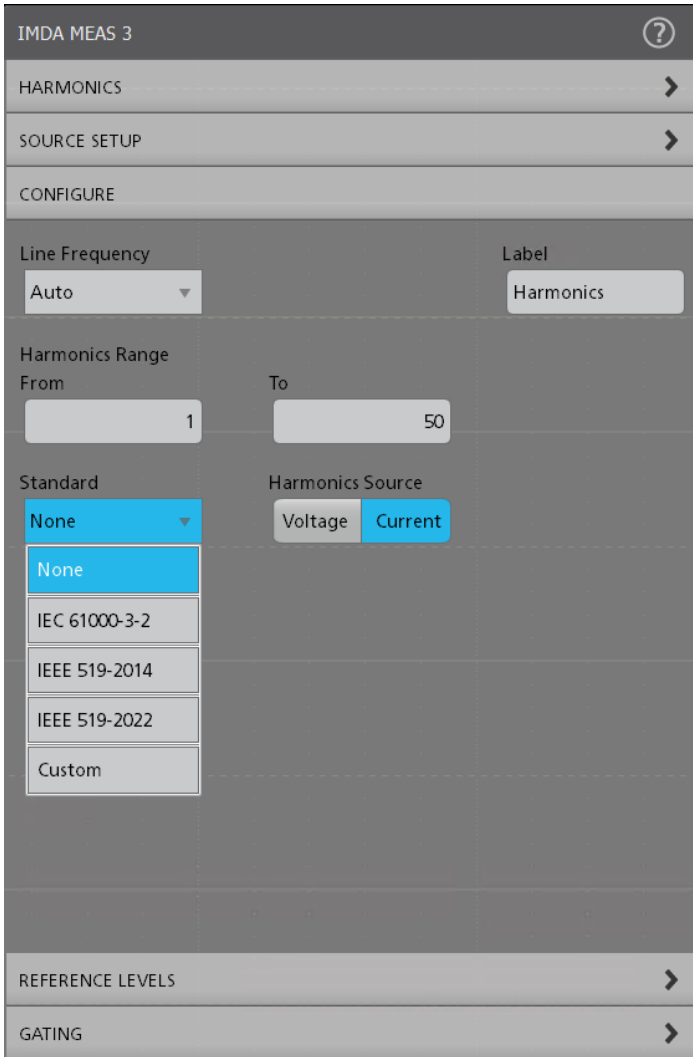 IMDA MEAS 3
?
HARMONICS
SOURCE SETUP
CONFIGURE
Line Frequency Label
Auto Harmonics
Harmonics Range
From To
1 50
Standard Harmonics Source
None Voltage Current
None
IEC 61000-3-2
IEEE 519-2014
IEEE 519-2022
Custom
REFERENCE LEVELS
GATING